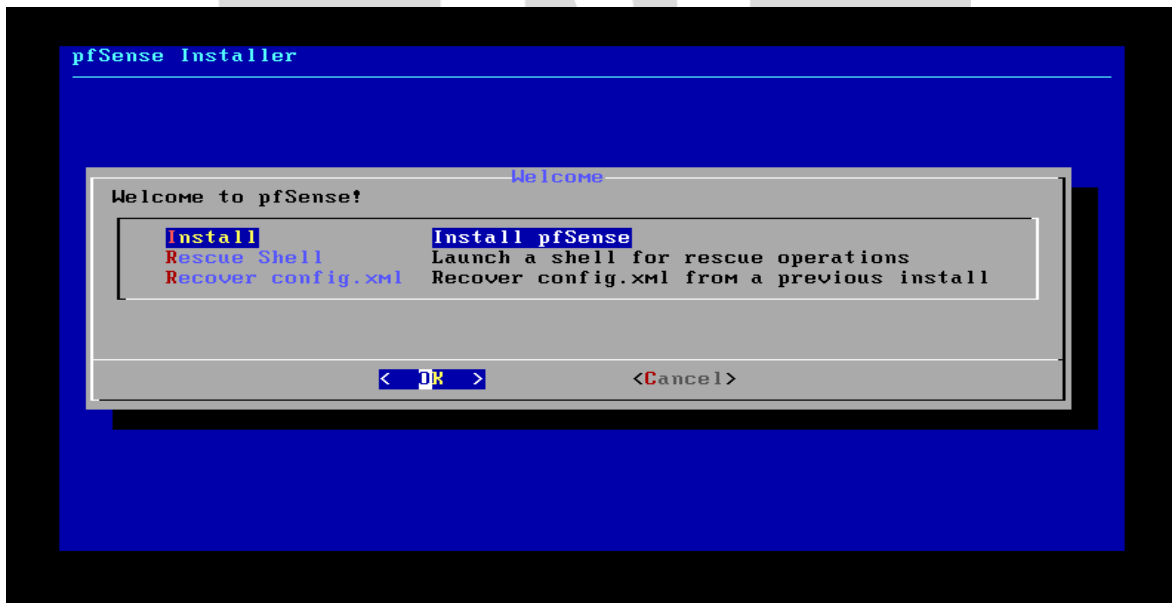 pfSense Installer
Welcome
Welcome to pfSense!
Install Install pfSense
Rescue Shell Launch a shell for rescue operations
Recover config.xml Recover config.xml from a previous install
< OK > <Cancel>